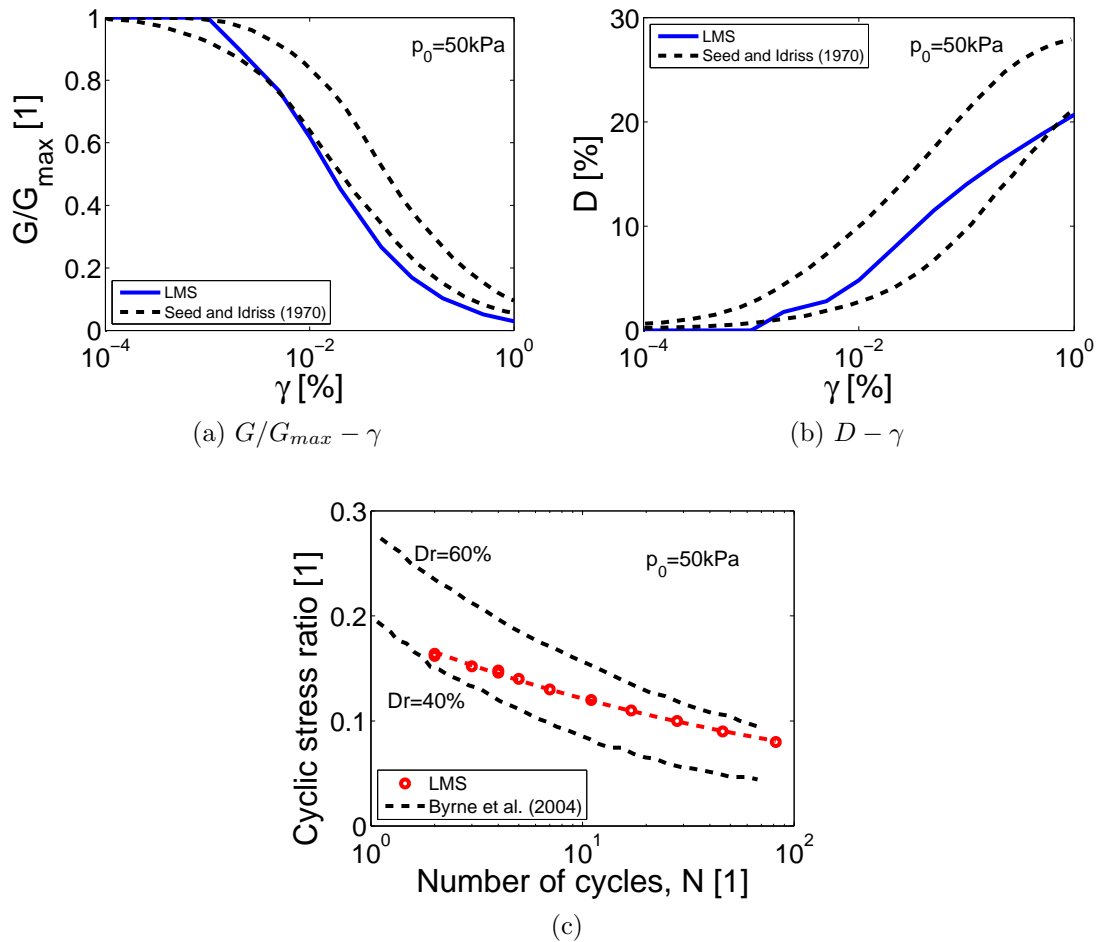 1
0.8
0.6
0.4
0.2
0
G/G_max [1]
p_0=50kPa
LMS
Seed and Idriss (1970)
10^-4
10^-2
10^0
γ [%]
(a) G/G_max − γ
30
20
10
0
D [%]
LMS
Seed and Idriss (1970)
p_0=50kPa
10^-4
10^-2
10^0
γ [%]
(b) D − γ
0.3
0.2
0.1
0
Cyclic stress ratio [1]
Dr=60%
p_0=50kPa
Dr=40%
LMS
Byrne et al. (2004)
10^0
10^1
10^2
Number of cycles, N [1]
(c)